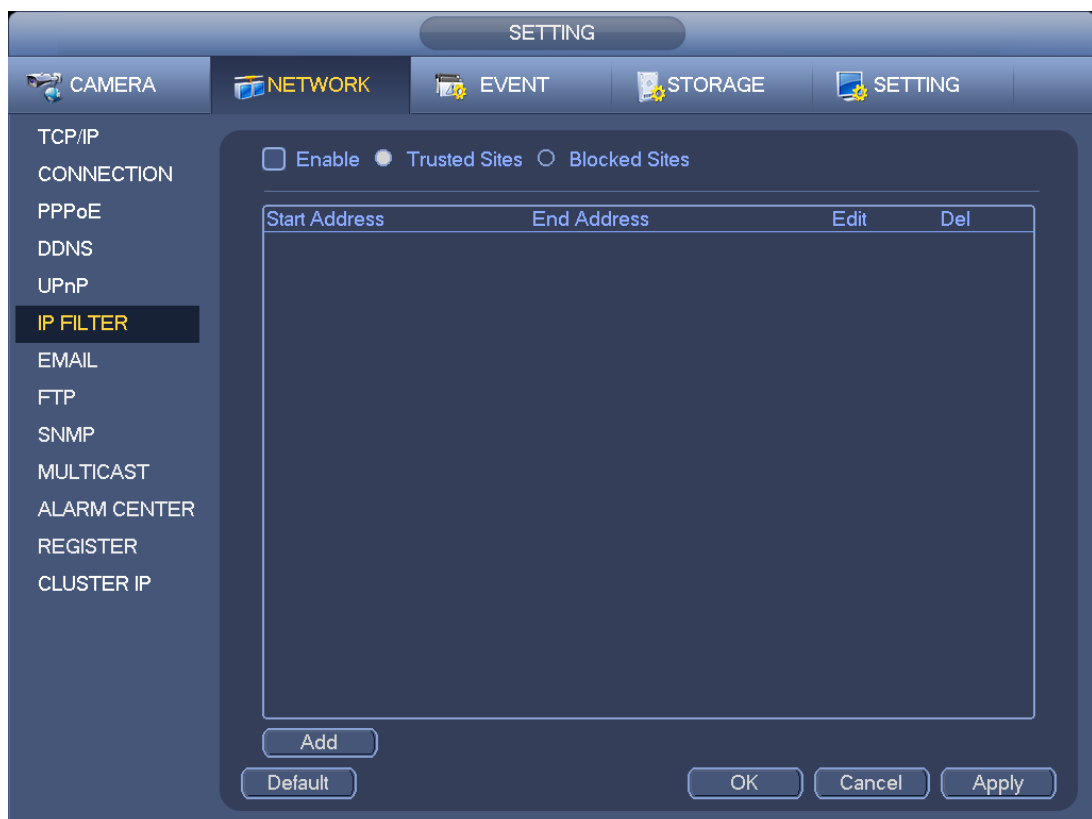 SETTING
CAMERA NETWORK EVENT STORAGE SETTING
TCP/IP
CONNECTION
PPPoE
DDNS
UPnP
IP FILTER
EMAIL
FTP
SNMP
MULTICAST
ALARM CENTER
REGISTER
CLUSTER IP
Enable Trusted Sites Blocked Sites
Start Address End Address Edit Del
Add
Default OK Cancel Apply